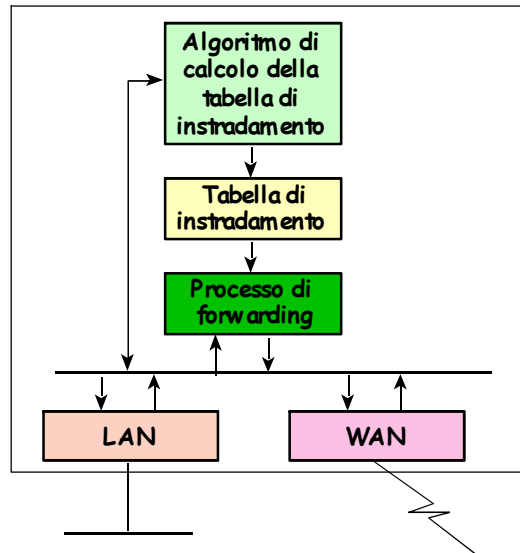 Algoritmo di
calcolo della
tabella di
instradamento
Tabella di
instradamento
Processo di
forwarding
LAN
WAN